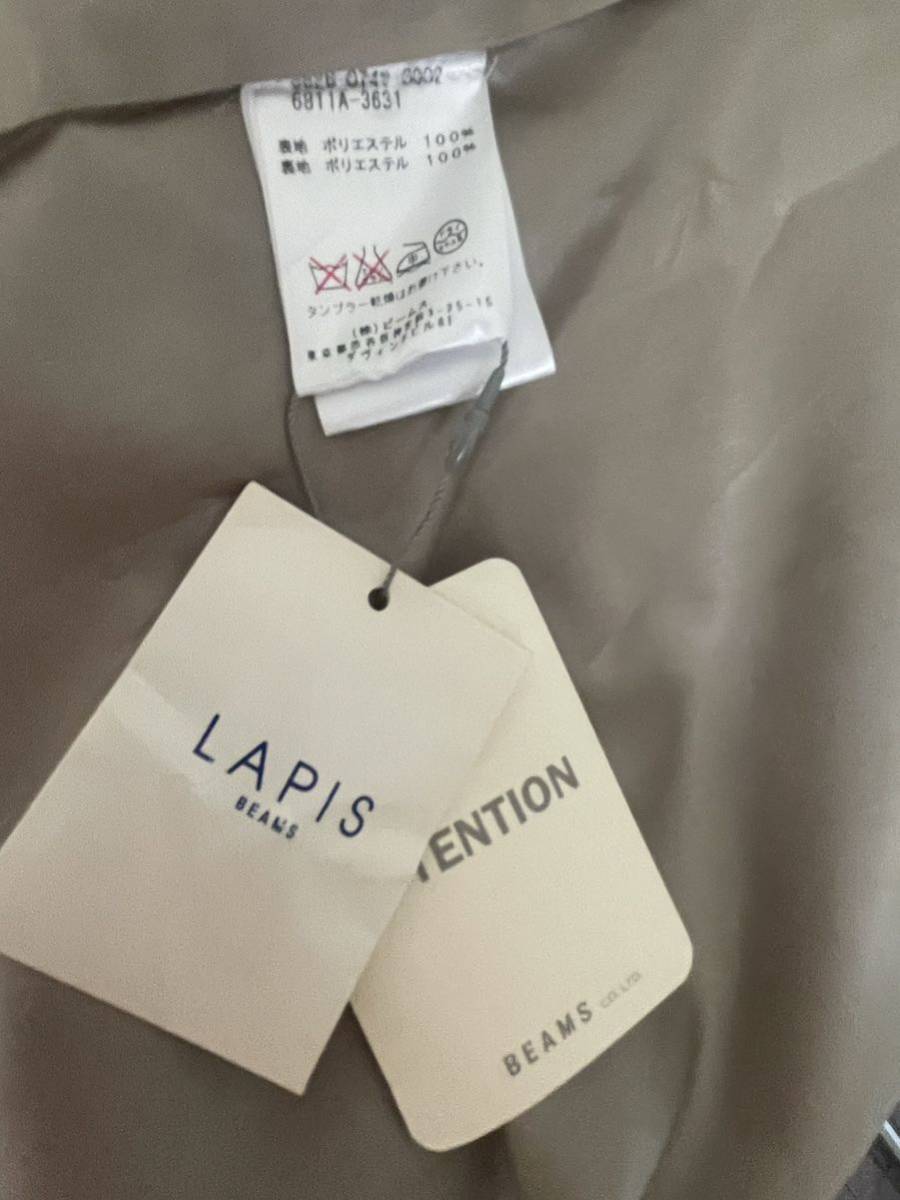 6811A-3631
表地 ポリエステル 100%
裏地 ポリエステル 100%
タンブラー乾燥はお避け下さい。
(株)ビームス
LAPIS
BEAMS
TENTION
BEAMS CO.,LTD.